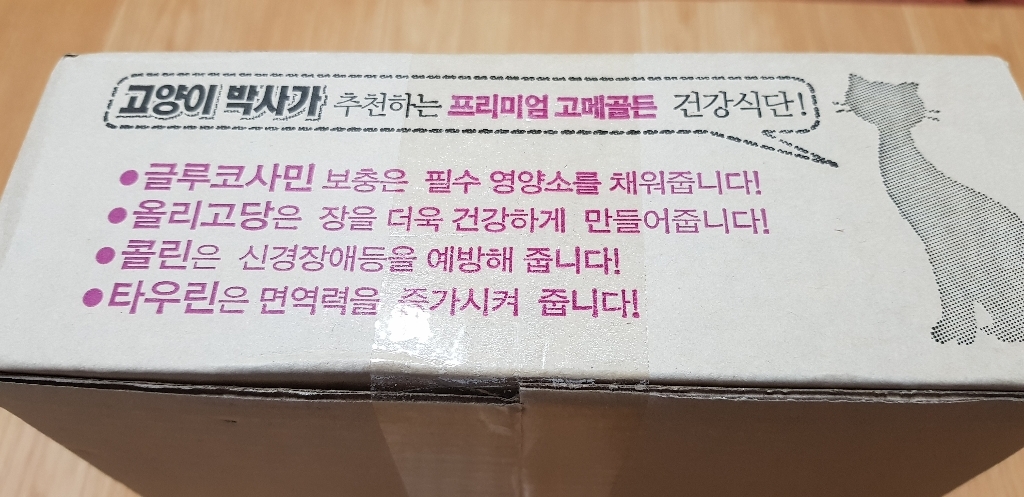 고양이 박사가 추천하는 프리미엄 고메골든 건강식단!
● 글루코사민 보충은 필수 영양소를 채워줍니다!
● 올리고당은 장을 더욱 건강하게 만들어줍니다!
● 콜린은 신경장애등을 예방해 줍니다!
● 타우린은 면역력을 증가시켜 줍니다!